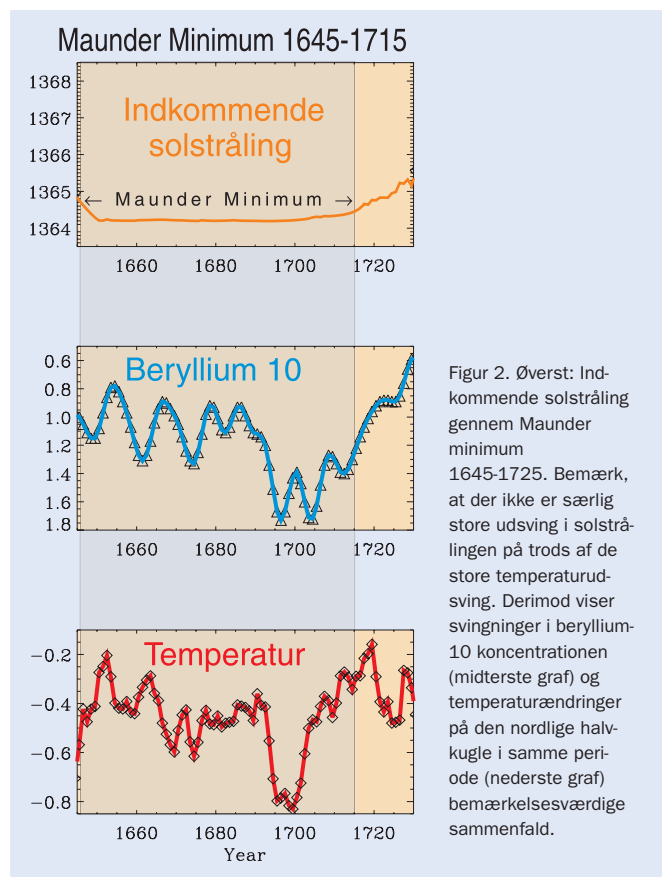 Maunder Minimum 1645-1715
1368
1367
1366
1365
1364
Indkommende
solstråling
Maunder Minimum
1660 1680 1700 1720
0.6
0.8
1.0
1.2
1.4
1.6
1.8
Beryllium 10
1660 1680 1700 1720
−0.2
−0.4
−0.6
−0.8
Temperatur
1660 1680 1700 1720
Year
Figur 2. Øverst: Ind-
kommende solstråling
gennem Maunder
minimum
1645-1725. Bemærk,
at der ikke er særlig
store udsving i solstrå-
lingen på trods af de
store temperaturud-
sving. Derimod viser
svingninger i beryllium-
10 koncentrationen
(midterste graf) og
temperaturændringer
på den nordlige halv-
kugle i samme peri-
ode (nederste graf)
bemærkelsesværdige
sammenfald.